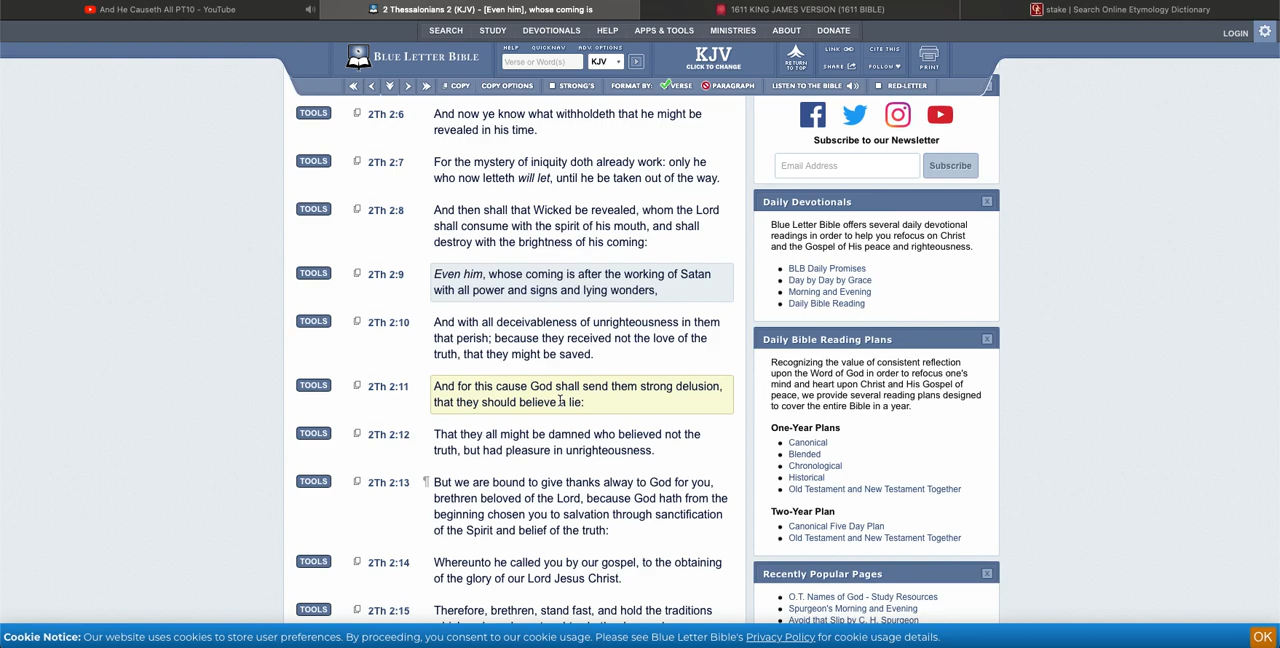 And He Causeth All PT10 - YouTube
2 Thessalonians 2 (KJV) - [Even him], whose coming is
1611 KING JAMES VERSION (1611 BIBLE)
stake | Search Online Etymology Dictionary
SEARCH STUDY DEVOTIONALS HELP APPS & TOOLS MINISTRIES ABOUT DONATE
LOGIN
BLUE LETTER BIBLE
HELP QUICKNAV ADV. OPTIONS
Verse or Word(s) KJV
KJV
CLICK TO CHANGE
RETURN TO TOP
LINK CITE THIS
SHARE FOLLOW
PRINT
COPY COPY OPTIONS STRONG'S FORMAT BY: VERSE PARAGRAPH LISTEN TO THE BIBLE RED-LETTER
TOOLS 2Th 2:6 And now ye know what withholdeth that he might be
revealed in his time.
TOOLS 2Th 2:7 For the mystery of iniquity doth already work: only he
who now letteth will let, until he be taken out of the way.
TOOLS 2Th 2:8 And then shall that Wicked be revealed, whom the Lord
shall consume with the spirit of his mouth, and shall
destroy with the brightness of his coming:
TOOLS 2Th 2:9 Even him, whose coming is after the working of Satan
with all power and signs and lying wonders,
TOOLS 2Th 2:10 And with all deceivableness of unrighteousness in them
that perish; because they received not the love of the
truth, that they might be saved.
TOOLS 2Th 2:11 And for this cause God shall send them strong delusion,
that they should believe a lie:
TOOLS 2Th 2:12 That they all might be damned who believed not the
truth, but had pleasure in unrighteousness.
TOOLS 2Th 2:13 ¶ But we are bound to give thanks alway to God for you,
brethren beloved of the Lord, because God hath from the
beginning chosen you to salvation through sanctification
of the Spirit and belief of the truth:
TOOLS 2Th 2:14 Whereunto he called you by our gospel, to the obtaining
of the glory of our Lord Jesus Christ.
TOOLS 2Th 2:15 Therefore, brethren, stand fast, and hold the traditions
Subscribe to our Newsletter
Email Address Subscribe
Daily Devotionals
Blue Letter Bible offers several daily devotional
readings in order to help you refocus on Christ
and the Gospel of His peace and righteousness.
BLB Daily Promises
Day by Day by Grace
Morning and Evening
Daily Bible Reading
Daily Bible Reading Plans
Recognizing the value of consistent reflection
upon the Word of God in order to refocus one's
mind and heart upon Christ and His Gospel of
peace, we provide several reading plans designed
to cover the entire Bible in a year.
One-Year Plans
Canonical
Blended
Chronological
Historical
Old Testament and New Testament Together
Two-Year Plan
Canonical Five Day Plan
Old Testament and New Testament Together
Recently Popular Pages
O.T. Names of God - Study Resources
Spurgeon's Morning and Evening
Avoid that Slip by C. H. Spurgeon
Cookie Notice: Our website uses cookies to store user preferences. By proceeding, you consent to our cookie usage. Please see Blue Letter Bible's Privacy Policy for cookie usage details.
OK